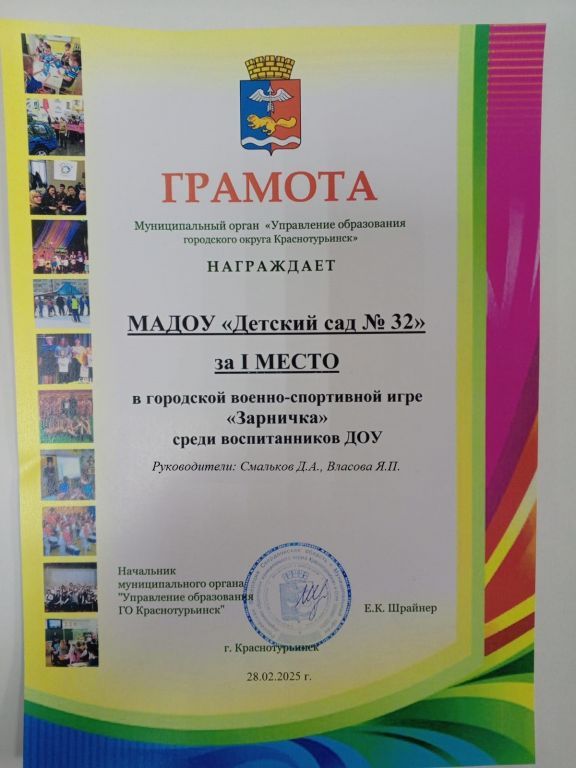 ГРАМОТА
Муниципальный орган «Управление образования
городского округа Краснотурьинск»
НАГРАЖДАЕТ
МАДОУ «Детский сад № 32»
за I МЕСТО
в городской военно-спортивной игре
«Зарничка»
среди воспитанников ДОУ
Руководители: Смальков Д.А., Власова Я.П.
Начальник
муниципального органа
"Управление образования
ГО Краснотурьинск"
Е.К. Шрайнер
г. Краснотурьинск
28.02.2025 г.